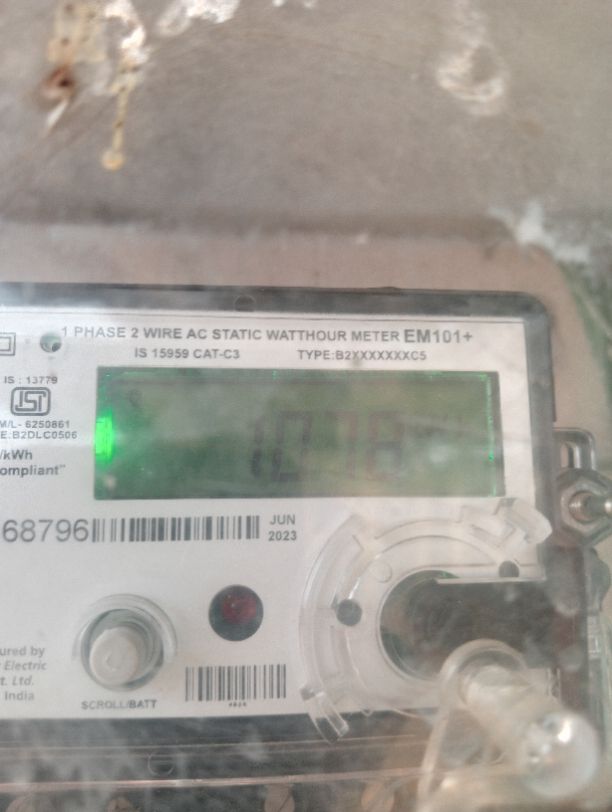 1 PHASE 2 WIRE AC STATIC WATTHOUR METER EM101+
IS 15959 CAT-C3 TYPE:B2XXXXXXXC5
IS : 13779
M/L- 6250861
E:B2DLC0506
/kWh
ompliant"
1078
68796
JUN
2023
ured by
Electric
t. Ltd.
India
SCROLL/BATT